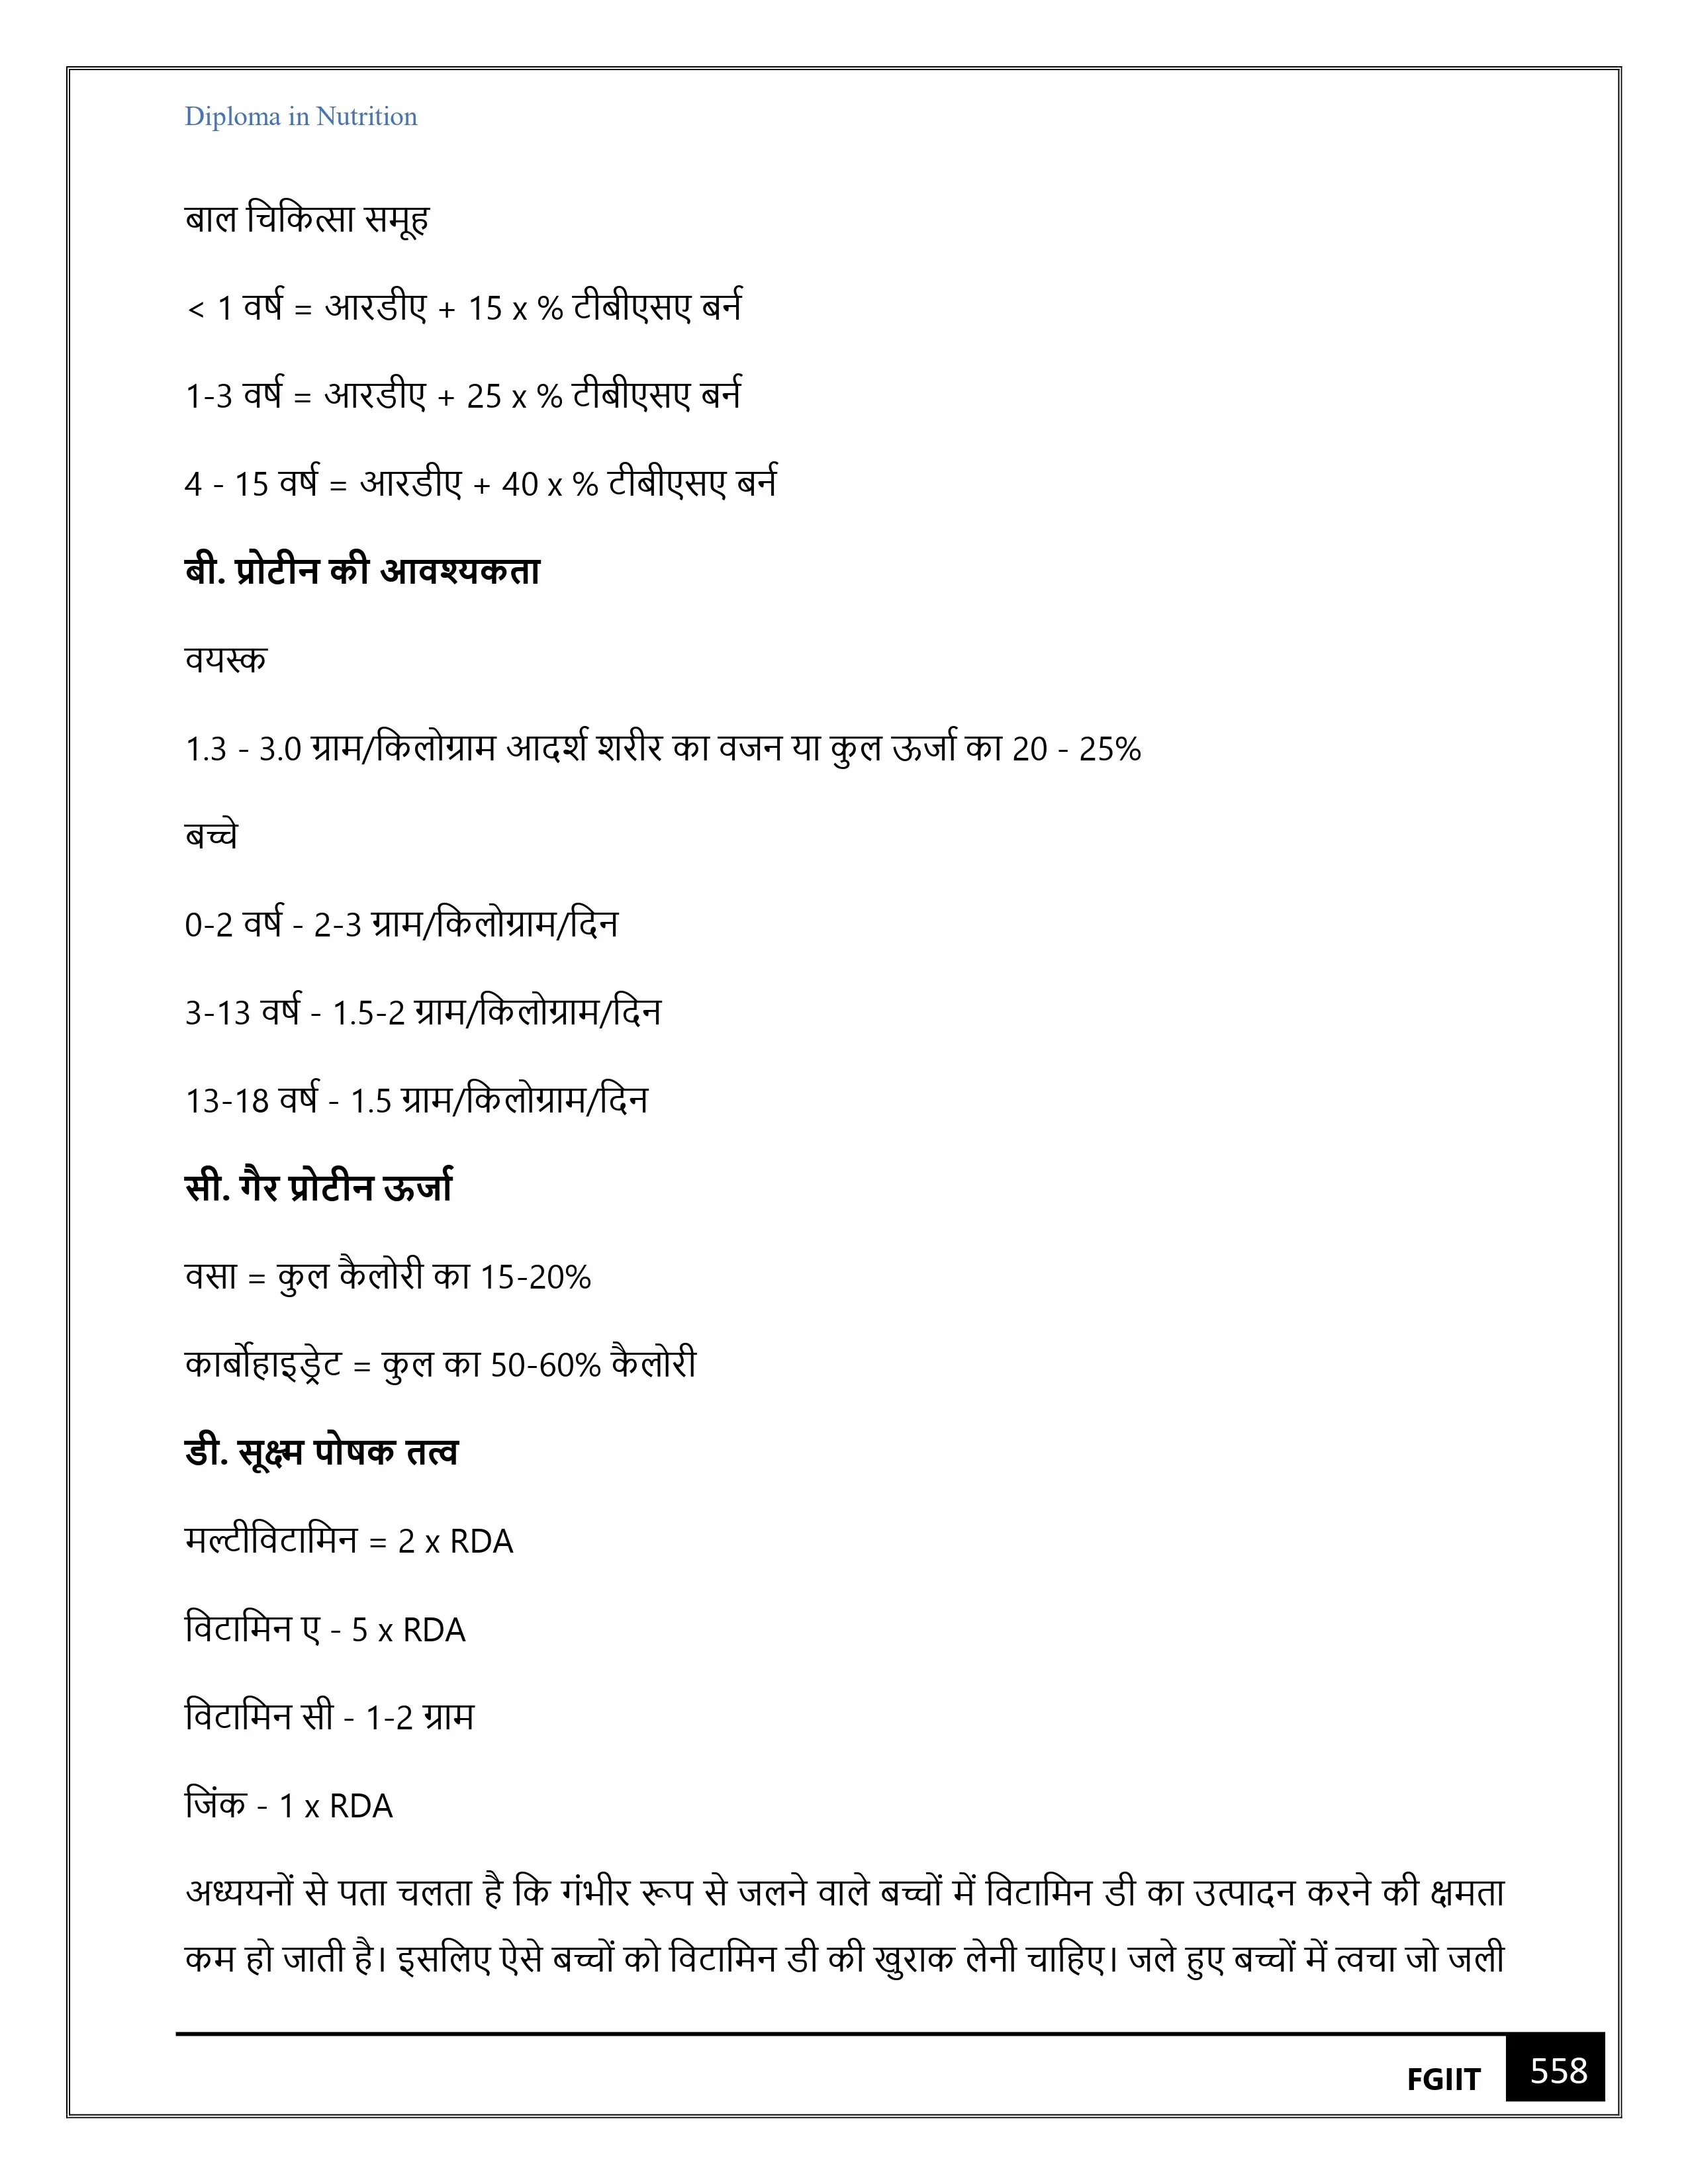 Diploma in Nutrition
बाल चिकित्सा समूह
< 1 वर्ष = आरडीए + 15 x % टीबीएसए बर्न
1-3 वर्ष = आरडीए + 25 x % टीबीएसए बर्न
4 - 15 वर्ष = आरडीए + 40 x % टीबीएसए बर्न
बी. प्रोटीन की आवश्यकता
वयस्क
1.3 - 3.0 ग्राम/किलोग्राम आदर्श शरीर का वजन या कुल ऊर्जा का 20 - 25%
बच्चे
0-2 वर्ष - 2-3 ग्राम/किलोग्राम/दिन
3-13 वर्ष - 1.5-2 ग्राम/किलोग्राम/दिन
13-18 वर्ष - 1.5 ग्राम/किलोग्राम/दिन
सी. गैर प्रोटीन ऊर्जा
वसा = कुल कैलोरी का 15-20%
कार्बोहाइड्रेट = कुल का 50-60% कैलोरी
डी. सूक्ष्म पोषक तत्व
मल्टीविटामिन = 2 x RDA
विटामिन ए - 5 x RDA
विटामिन सी - 1-2 ग्राम
जिंक - 1 x RDA
अध्ययनों से पता चलता है कि गंभीर रूप से जलने वाले बच्चों में विटामिन डी का उत्पादन करने की क्षमता
कम हो जाती है। इसलिए ऐसे बच्चों को विटामिन डी की खुराक लेनी चाहिए। जले हुए बच्चों में त्वचा जो जली
FGIIT 558